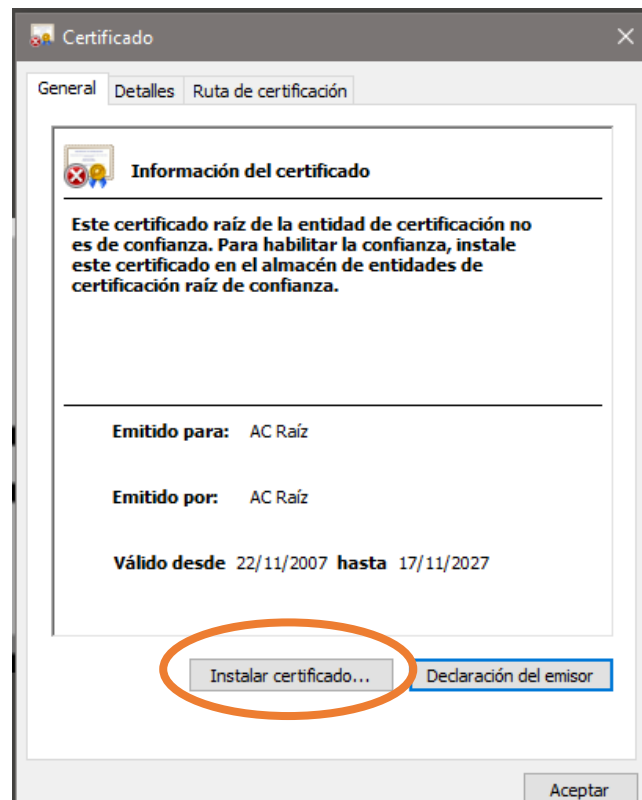 Certificado
General Detalles Ruta de certificación
Información del certificado
Este certificado raíz de la entidad de certificación no
es de confianza. Para habilitar la confianza, instale
este certificado en el almacén de entidades de
certificación raíz de confianza.
Emitido para: AC Raíz
Emitido por: AC Raíz
Válido desde 22/11/2007 hasta 17/11/2027
Instalar certificado... Declaración del emisor
Aceptar